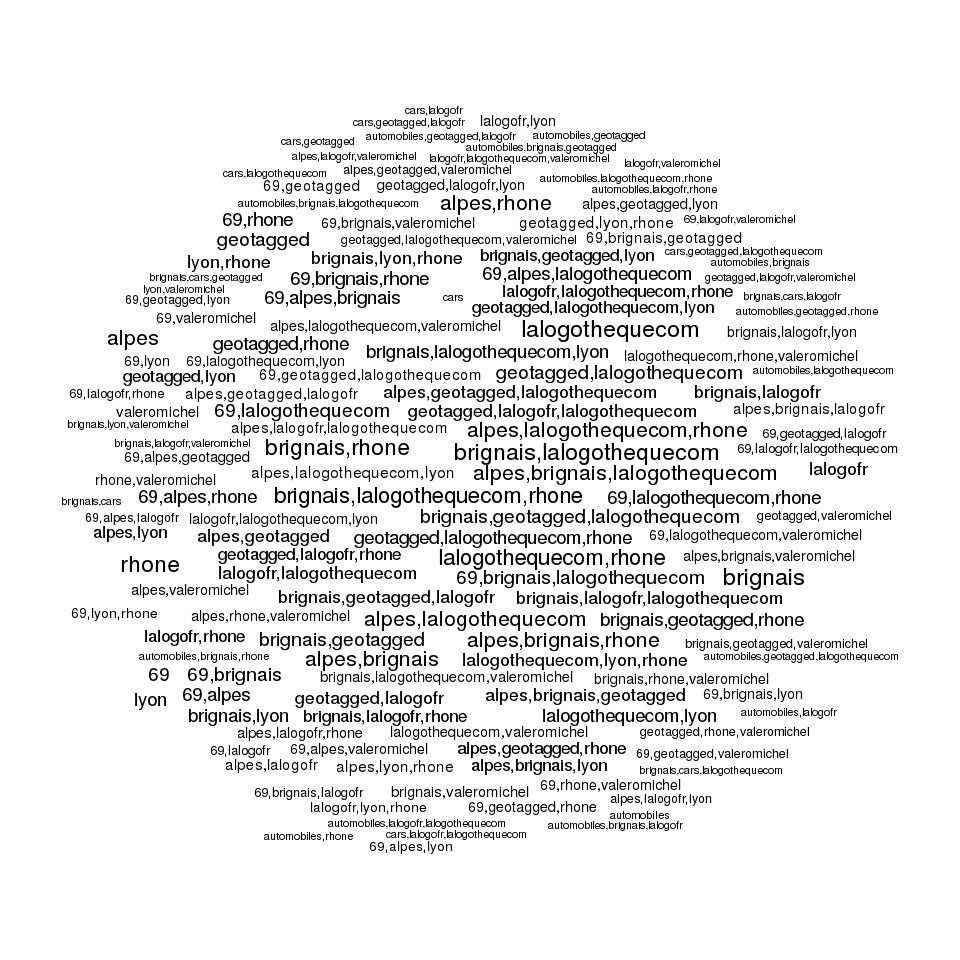 cars,lalogofr
cars,geotagged,lalogofr lalogofr,lyon
automobiles,geotagged,lalogofr automobiles,geotagged
cars,geotagged automobiles,brignais,geotagged
alpes,lalogofr,valeromichel lalogofr,lalogothequecom,valeromichel lalogofr,valeromichel
cars,lalogothequecom alpes,geotagged,valeromichel automobiles,lalogothequecom,rhone
69,geotagged geotagged,lalogofr,lyon automobiles,lalogofr,rhone
automobiles,brignais,lalogothequecom alpes,rhone alpes,geotagged,lyon
69,rhone 69,brignais,valeromichel geotagged,lyon,rhone 69,lalogofr,valeromichel
geotagged geotagged,lalogothequecom,valeromichel 69,brignais,geotagged
lyon,rhone brignais,lyon,rhone brignais,geotagged,lyon cars,geotagged,lalogothequecom
automobiles,brignais
brignais,cars,geotagged 69,brignais,rhone 69,alpes,lalogothequecom geotagged,lalogofr,valeromichel
lyon,valeromichel lalogofr,lalogothequecom,rhone
69,geotagged,lyon 69,alpes,brignais cars brignais,cars,lalogofr
geotagged,lalogothequecom,lyon automobiles,geotagged,rhone
69,valeromichel alpes,lalogothequecom,valeromichel lalogothequecom brignais,lalogofr,lyon
alpes geotagged,rhone brignais,lalogothequecom,lyon lalogothequecom,rhone,valeromichel
69,lyon 69,lalogothequecom,lyon
geotagged,lyon 69,geotagged,lalogothequecom geotagged,lalogothequecom automobiles,lalogothequecom
69,lalogofr,rhone alpes,geotagged,lalogofr alpes,geotagged,lalogothequecom brignais,lalogofr
valeromichel 69,lalogothequecom geotagged,lalogofr,lalogothequecom alpes,brignais,lalogofr
brignais,lyon,valeromichel alpes,lalogofr,lalogothequecom alpes,lalogothequecom,rhone 69,geotagged,lalogofr
brignais,lalogofr,valeromichel brignais,rhone brignais,lalogothequecom 69,lalogofr,lalogothequecom
69,alpes,geotagged
rhone,valeromichel alpes,lalogothequecom,lyon alpes,brignais,lalogothequecom lalogofr
brignais,cars 69,alpes,rhone brignais,lalogothequecom,rhone 69,lalogothequecom,rhone
69,alpes,lalogofr lalogofr,lalogothequecom,lyon brignais,geotagged,lalogothequecom geotagged,valeromichel
alpes,lyon alpes,geotagged geotagged,lalogothequecom,rhone 69,lalogothequecom,valeromichel
rhone geotagged,lalogofr,rhone lalogothequecom,rhone alpes,brignais,valeromichel
lalogofr,lalogothequecom 69,brignais,lalogothequecom brignais
alpes,valeromichel brignais,geotagged,lalogofr brignais,lalogofr,lalogothequecom
69,lyon,rhone alpes,rhone,valeromichel alpes,lalogothequecom brignais,geotagged,rhone
lalogofr,rhone brignais,geotagged alpes,brignais,rhone brignais,geotagged,valeromichel
automobiles,brignais,rhone alpes,brignais lalogothequecom,lyon,rhone automobiles,geotagged,lalogothequecom
69 69,brignais brignais,lalogothequecom,valeromichel brignais,rhone,valeromichel
lyon 69,alpes geotagged,lalogofr alpes,brignais,geotagged 69,brignais,lyon
brignais,lyon brignais,lalogofr,rhone lalogothequecom,lyon automobiles,lalogofr
alpes,lalogofr,rhone lalogothequecom,valeromichel geotagged,rhone,valeromichel
69,lalogofr 69,alpes,valeromichel alpes,geotagged,rhone 69,geotagged,valeromichel
alpes,lalogofr alpes,lyon,rhone alpes,brignais,lyon brignais,cars,lalogothequecom
69,brignais,lalogofr brignais,valeromichel 69,rhone,valeromichel
lalogofr,lyon,rhone 69,geotagged,rhone alpes,lalogofr,lyon
automobiles,lalogofr,lalogothequecom automobiles
automobiles,rhone cars,lalogofr,lalogothequecom automobiles,brignais,lalogofr
69,alpes,lyon